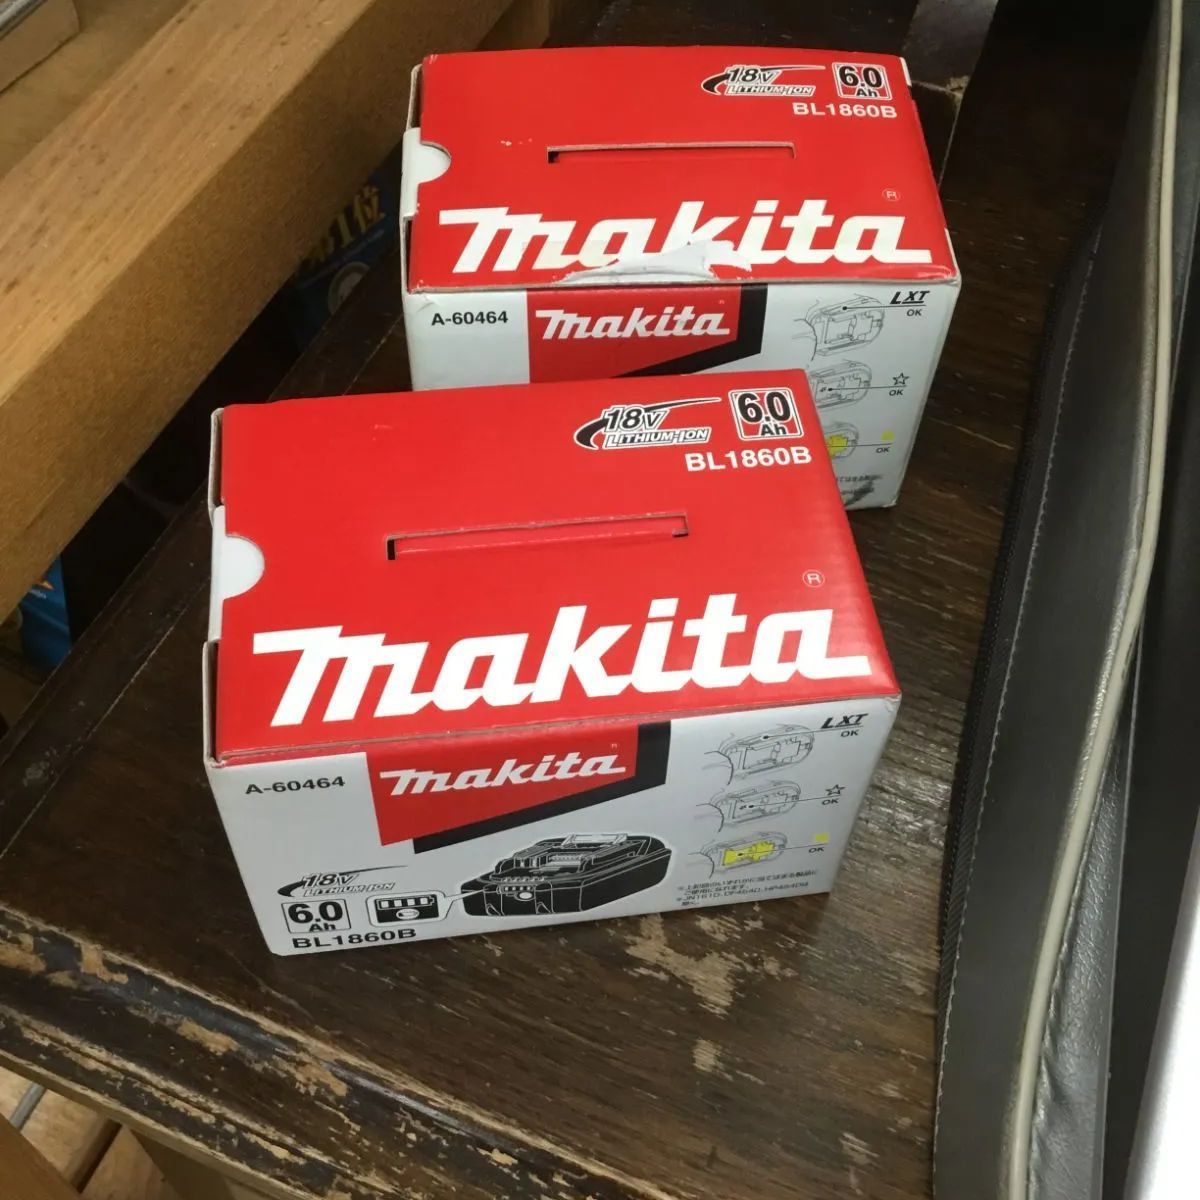 18V
LITHIUM-ION
6.0
Ah
BL1860B
makita®
A-60464
makita
LXT
OK
☆
OK
OK
18V
LITHIUM-ION
6.0
Ah
BL1860B
makita®
A-60464
makita®
LXT
OK
☆
OK
OK
18V
LITHIUM-ION
6.0
Ah
BL1860B
位